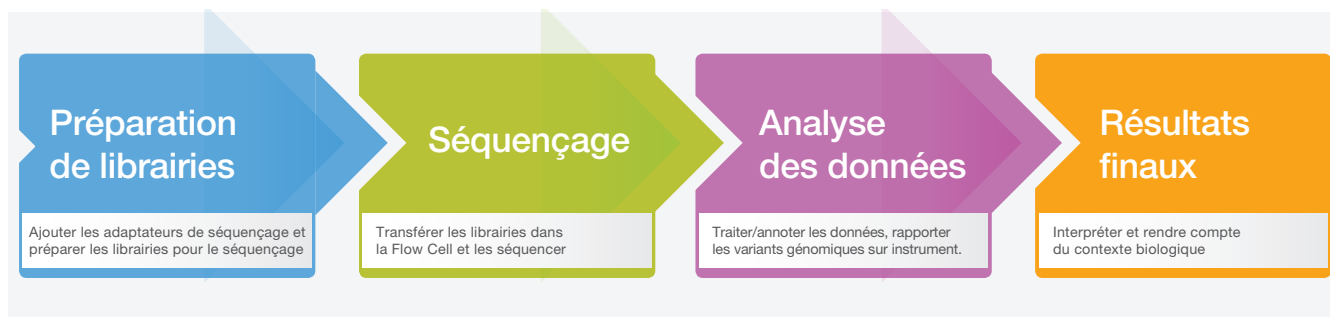 Préparation
de librairies
Ajouter les adaptateurs de séquençage et
préparer les librairies pour le séquençage
Séquençage
Transférer les librairies dans
la Flow Cell et les séquencer
Analyse
des données
Traiter/annoter les données, rapporter
les variants génomiques sur instrument.
Résultats
finaux
Interpréter et rendre compte
du contexte biologique